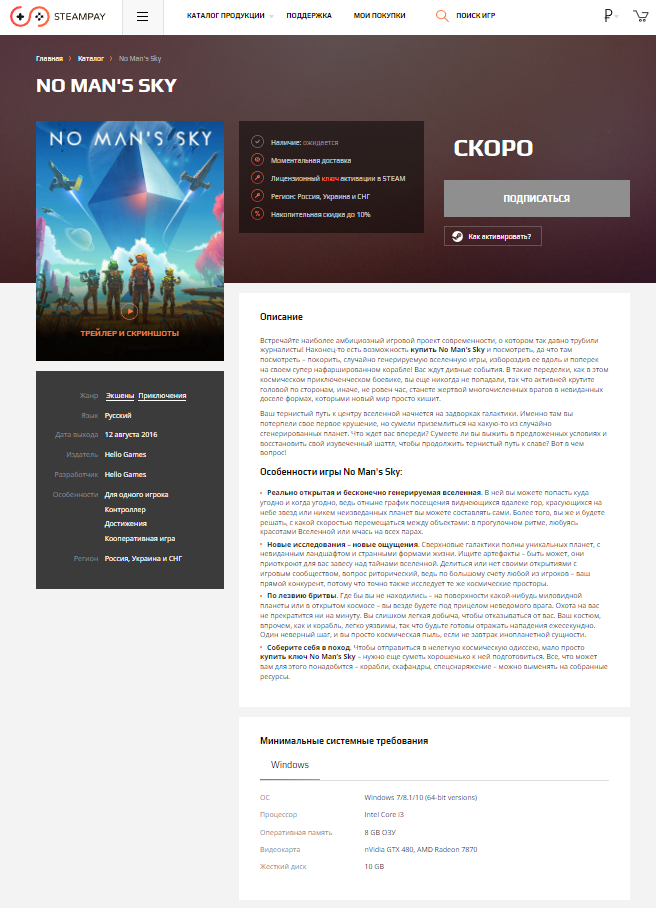 STEAMPAY
КАТАЛОГ ПРОДУКЦИИ
ПОДДЕРЖКА
МОИ ПОКУПКИ
ПОИСК ИГР
₽
Главная
Каталог
No Man's Sky
NO MAN'S SKY
NO MAN'S SKY
ТРЕЙЛЕР И СКРИНШОТЫ
Наличие: ожидается
Моментальная доставка
Лицензионный ключ активации в STEAM
Регион: Россия, Украина и СНГ
Накопительная скидка до 10%
СКОРО
ПОДПИСАТЬСЯ
Как активировать?
Жанр Экшены Приключения
Язык Русский
Дата выхода 12 августа 2016
Издатель Hello Games
Разработчик Hello Games
Особенности Для одного игрока
Контроллер
Достижения
Кооперативная игра
Регион Россия, Украина и СНГ
Описание
Встречайте наиболее амбициозный игровой проект современности, о котором так давно трубили
журналисты! Наконец-то есть возможность купить No Man's Sky и посмотреть, да что там
посмотреть – покорить, случайно генерируемую вселенную игры, избороздив ее вдоль и поперек
на своем супер нафаршированном корабле! Вас ждут дивные события. В такие переделки, как в этом
космическом приключенческом боевике, вы еще никогда не попадали, так что активней крутите
головой по сторонам, иначе, не ровен час, станете жертвой многочисленных врагов в невиданных
доселе формах, которыми новый мир просто кишит.
Ваш тернистый путь к центру вселенной начнется на задворках галактики. Именно там вы
потерпели свое первое крушение, но сумели приземлиться на какую-то из случайно
сгенерированных планет. Что ждет вас впереди? Сумеете ли вы выжить в предложенных условиях и
восстановить свой изувеченный шаттл, чтобы продолжить тернистый путь к славе? Вот в чем
вопрос!
Особенности игры No Man's Sky:
Реально открытая и бесконечно генерируемая вселенная. В ней вы можете попасть куда
угодно и когда угодно, ведь отныне график посещения виднеющихся вдалеке гор, красующихся на
небе звезд или никем неизведанных планет вы можете составлять сами. Более того, вы же и будете
решать, с какой скоростью перемещаться между объектами: в прогулочном ритме, любуясь
красотами Вселенной или мчась на всех парах.
Новые исследования – новые ощущения. Сверхновые галактики полны уникальных планет, с
невиданным ландшафтом и странными формами жизни. Ищите артефакты – быть может, они
приоткроют для вас завесу над тайнами вселенной. Делиться или нет своими открытиями с
игровым сообществом, вопрос риторический, ведь по большому счету любой из игроков – ваш
прямой конкурент, потому что точно также исследует те же космические просторы.
По лезвию бритвы. Где бы вы не находились – на поверхности какой-нибудь миловидной
планеты или в открытом космосе – вы везде будете под прицелом неведомого врага. Охота на вас
не прекратится ни на минуту. Вы слишком легкая добыча, чтобы отказываться от вас. Ваш костюм,
впрочем, как и корабль, легко уязвимы, так что будьте готовы отражать нападения ежесекундно.
Один неверный шаг, и вы просто космическая пыль, если не завтрак инопланетной сущности.
Соберите себя в поход. Чтобы отправиться в нелегкую космическую одиссею, мало просто
купить ключ No Man's Sky – нужно еще суметь хорошенько к ней подготовиться. Все, что может
вам для этого понадобится – корабли, скафандры, спецснаряжение – можно выменять на собранные
ресурсы.
Минимальные системные требования
Windows
ОС Windows 7/8.1/10 (64-bit versions)
Процессор Intel Core i3
Оперативная память 8 GB ОЗУ
Видеокарта nVidia GTX 480, AMD Radeon 7870
Жесткий диск 10 GB